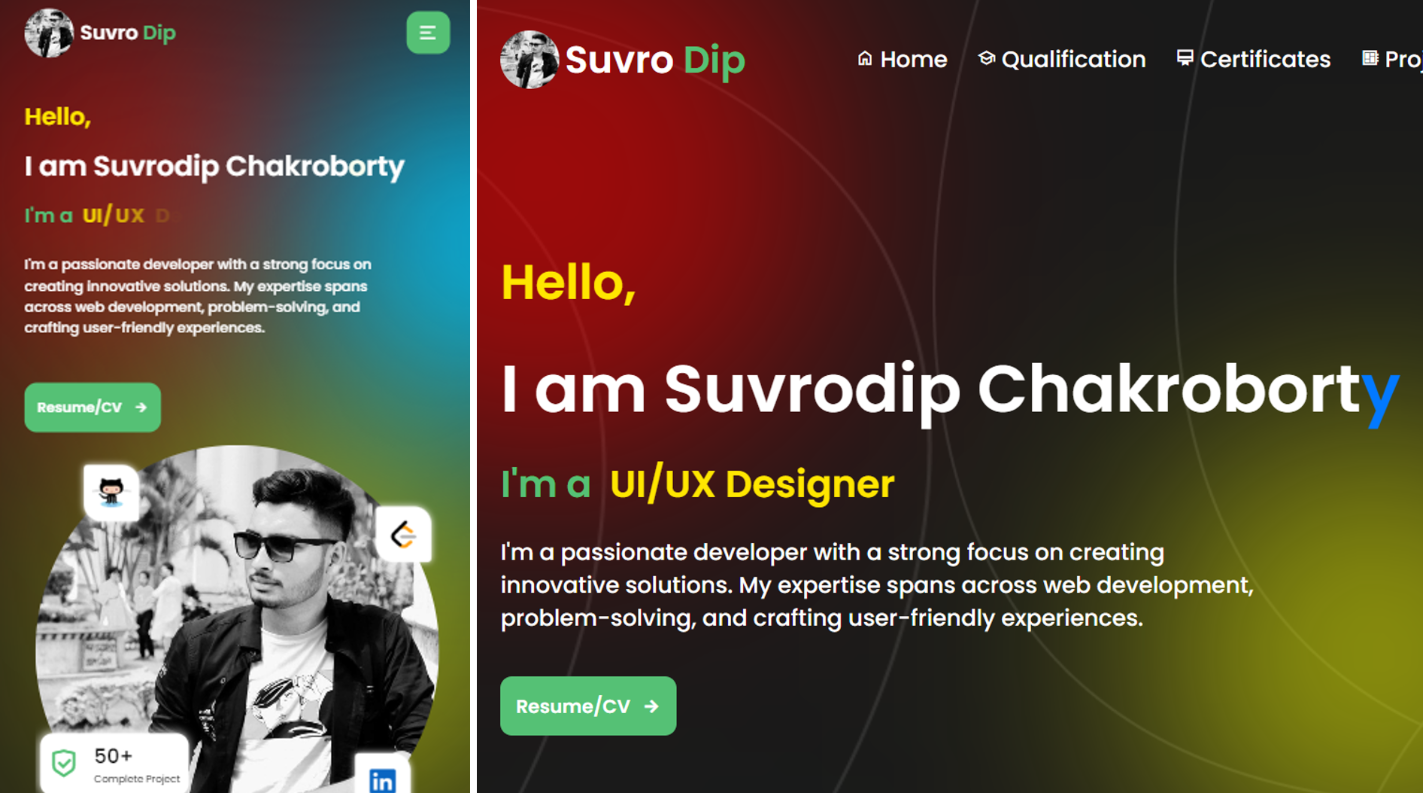 Suvro Dip
Hello,
I am Suvrodip Chakroborty
I'm a UI/UX D
I'm a passionate developer with a strong focus on
creating innovative solutions. My expertise spans
across web development, problem-solving, and
crafting user-friendly experiences.
Resume/CV
50+
Complete Project
in
Suvro Dip
Home Qualification Certificates Proj
Hello,
I am Suvrodip Chakroborty
I'm a UI/UX Designer
I'm a passionate developer with a strong focus on creating
innovative solutions. My expertise spans across web development,
problem-solving, and crafting user-friendly experiences.
Resume/CV